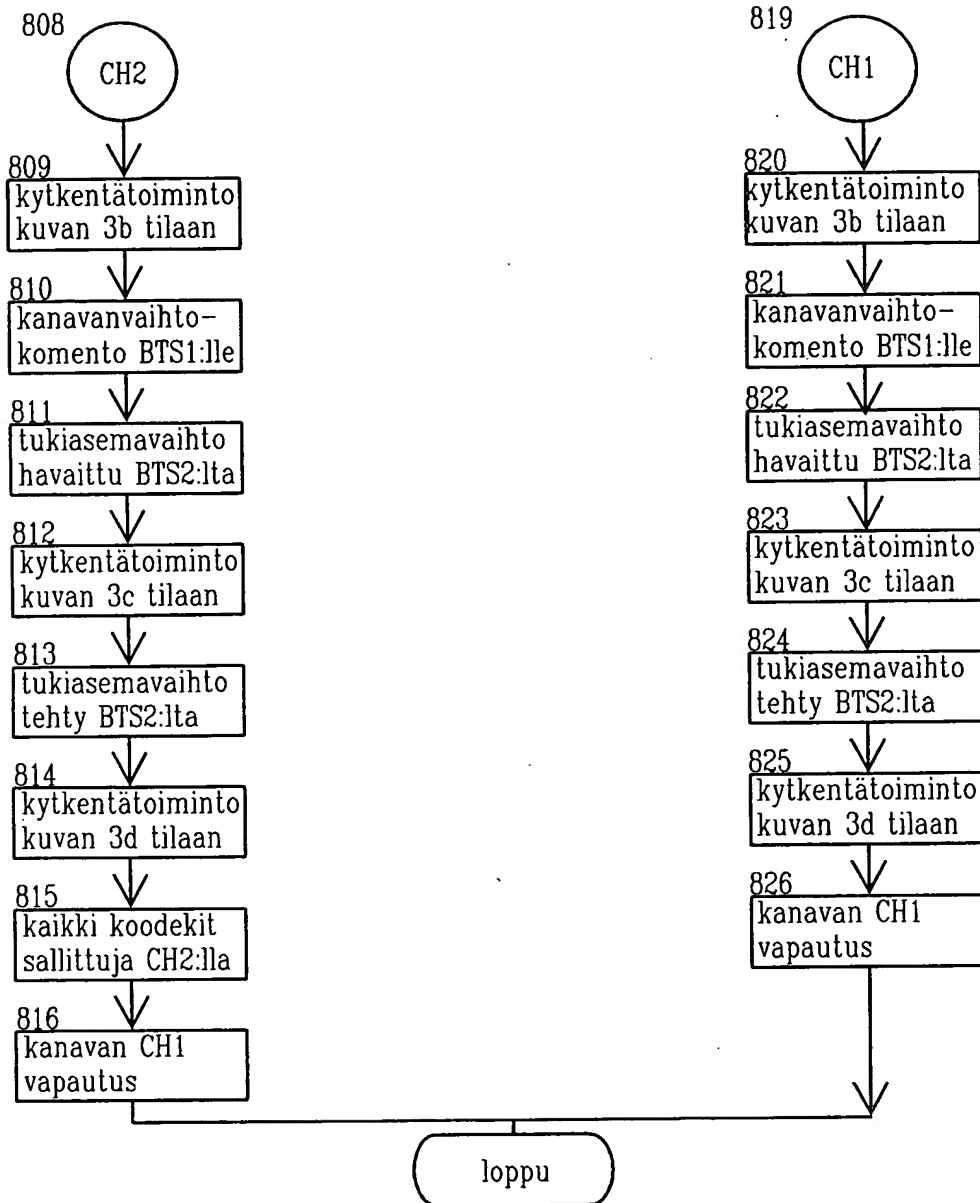 808
CH2
809
kytkentätoiminto
kuvan 3b tilaan
810
kanavanvaihto-
komento BTS1:lle
811
tukiasemavaihto
havaittu BTS2:lta
812
kytkentätoiminto
kuvan 3c tilaan
813
tukiasemavaihto
tehty BTS2:lta
814
kytkentätoiminto
kuvan 3d tilaan
815
kaikki koodekit
sallittuja CH2:lla
816
kanavan CH1
vapautus
819
CH1
820
kytkentätoiminto
kuvan 3b tilaan
821
kanavanvaihto-
komento BTS1:lle
822
tukiasemavaihto
havaittu BTS2:lta
823
kytkentätoiminto
kuvan 3c tilaan
824
tukiasemavaihto
tehty BTS2:lta
825
kytkentätoiminto
kuvan 3d tilaan
826
kanavan CH1
vapautus
loppu